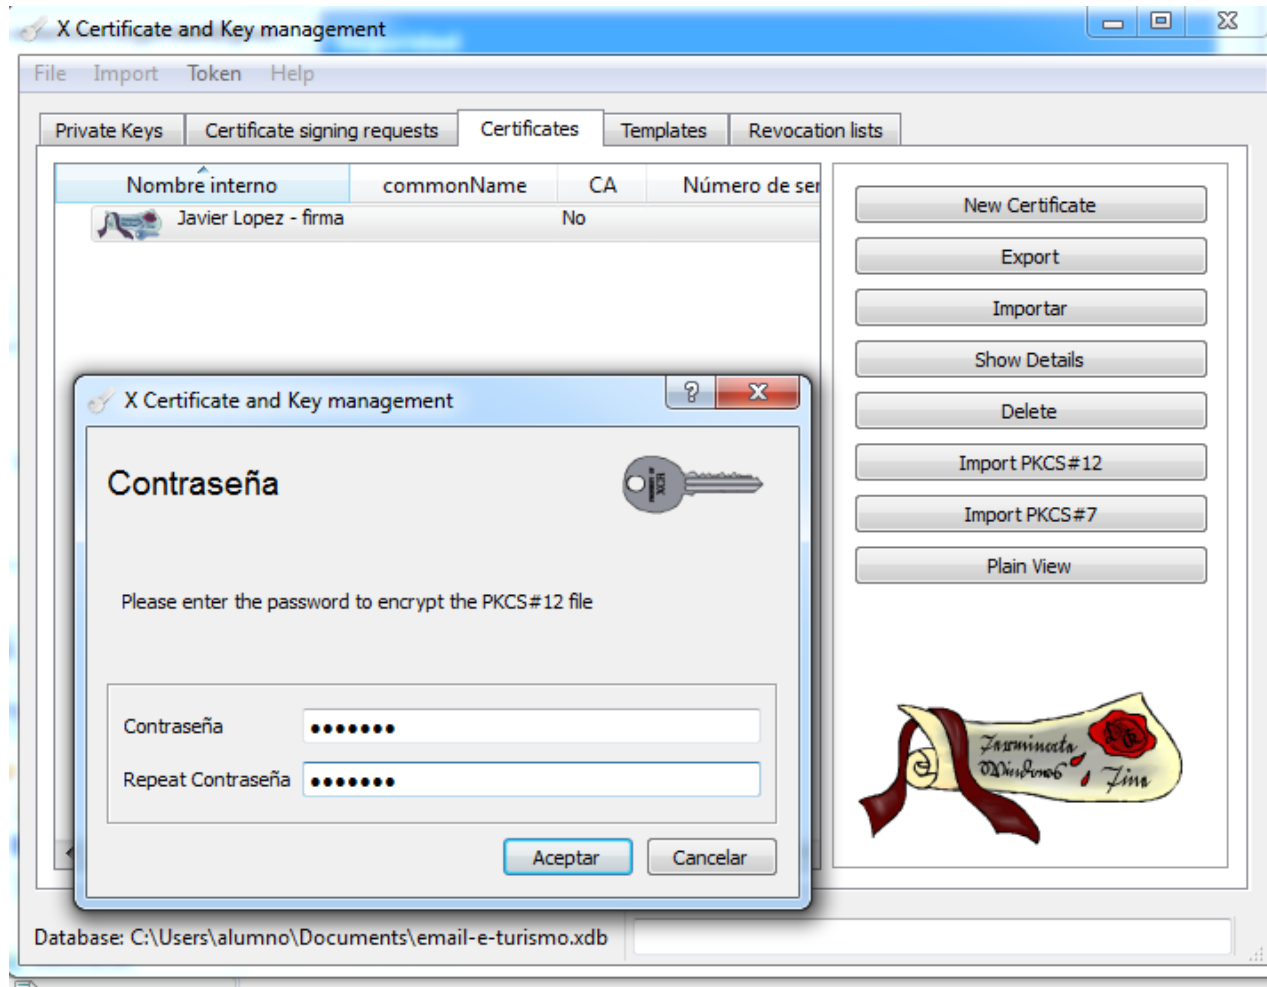 X Certificate and Key management
File Import Token Help
Private Keys Certificate signing requests Certificates Templates Revocation lists
Nombre interno commonName CA Número de ser
Javier Lopez - firma No
New Certificate
Export
Importar
Show Details
Delete
Import PKCS#12
Import PKCS#7
Plain View
X Certificate and Key management
Contraseña
Please enter the password to encrypt the PKCS#12 file
Contraseña •••••••
Repeat Contraseña •••••••
Aceptar Cancelar
Database: C:\Users\alumno\Documents\email-e-turismo.xdb